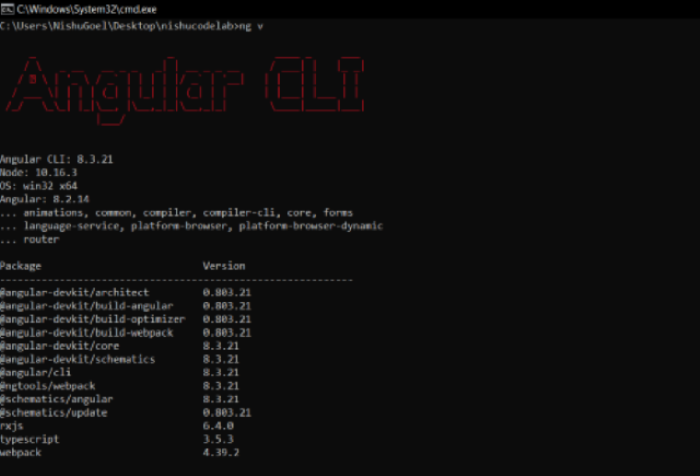 C:\Windows\System32\cmd.exe
C:\Users\NishuGoel\Desktop\nishucodelab>ng v
Angular CLI
Angular CLI: 8.3.21
Node: 10.16.3
OS: win32 x64
Angular: 8.2.14
... animations, common, compiler, compiler-cli, core, forms
... language-service, platform-browser, platform-browser-dynamic
... router
Package Version
------------------------------------------------------------
@angular-devkit/architect 0.803.21
@angular-devkit/build-angular 0.803.21
@angular-devkit/build-optimizer 0.803.21
@angular-devkit/build-webpack 0.803.21
@angular-devkit/core 8.3.21
@angular-devkit/schematics 8.3.21
@angular/cli 8.3.21
@ngtools/webpack 8.3.21
@schematics/angular 8.3.21
@schematics/update 0.803.21
rxjs 6.4.0
typescript 3.5.3
webpack 4.39.2